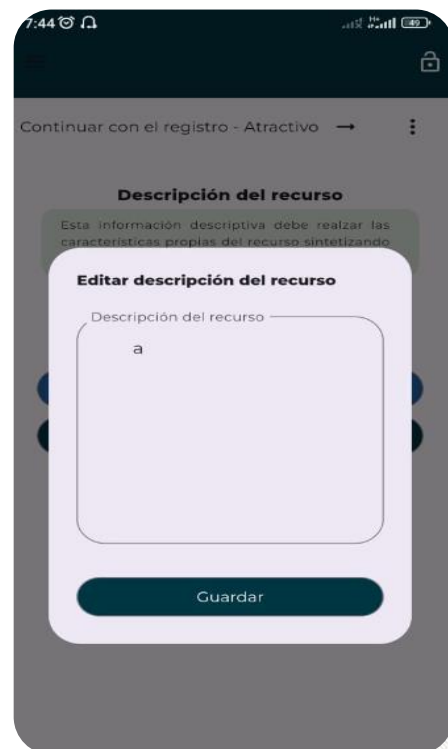 7:44
H+
49
Continuar con el registro - Atractivo →
Descripción del recurso
Esta información descriptiva debe realzar las
características propias del recurso sintetizando
Editar descripción del recurso
Descripción del recurso
a
Guardar